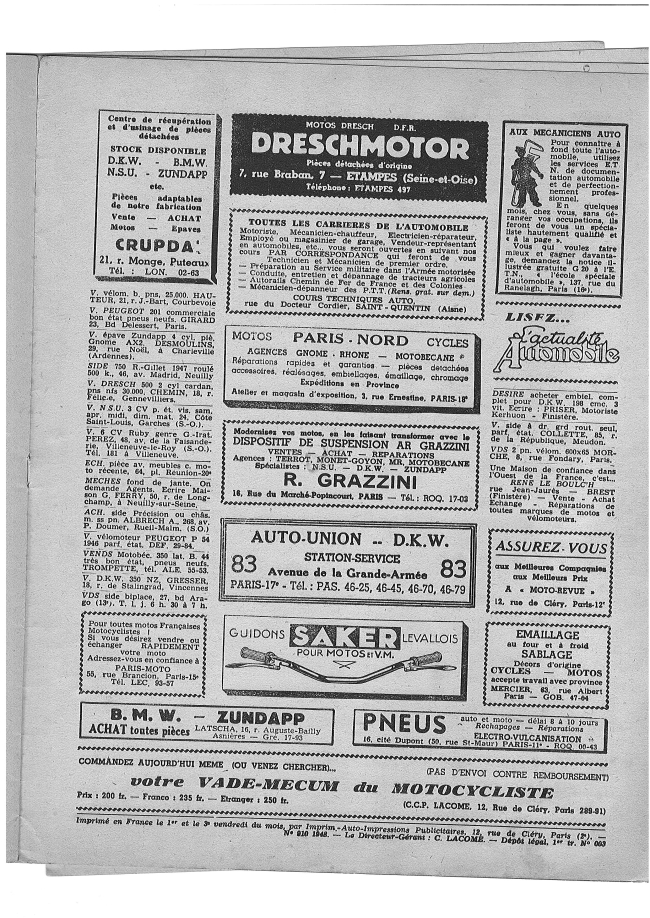 Centre de récupération
et d'usinage de pièces
détachées
STOCK DISPONIBLE
D.K.W. - B.M.W.
N.S.U. - ZUNDAPP
etc.
Pièces adaptables
de notre fabrication
Vente — ACHAT
Motos — Epaves
CRUPDA
21, r. Monge, Puteaux
Tél. : LON. 02-63
V. vélom. b. pns, 25.000. HAU-
TEUR, 21, r. J.-Bart, Courbevoie
V. PEUGEOT 201 commerciale
bon état pneus neufs. GIRARD
23, Bd Delessert, Paris.
V. épave Zundapp 4 cyl. piè,
Gnome AX2, DESMOULINS,
29, rue Noël, à Charleville
(Ardennes).
SIDE 750 R.-Gillet 1947 roulé
500 k., 46, av. Madrid, Neuilly
V. DRESCH 500 2 cyl cardan,
pns nfs 30.000, CHEMIN, 18, r.
Félicie, Gennevilliers.
V. N.S.U. 3 CV p. ét. vis. sam.
apr. midi, dim. mat. 24, Côte
Saint-Louis, Garches (S.-O.).
V. 6 CV Ruby genre G.-Irat.
PEREZ, 48, av. de la Faisande-
rie, Villeneuve-le-Roy (S.-O.)
Tél. 181 à Villeneuve.
ECH. pièce av. meubles c. mo-
to récente, 64, pl. Réunion-20e
MECHES fond de jante. On
demande Agents. Ecrire Mai-
son G. FERRY, 50, r. de Long-
champ, à Neuilly-sur-Seine.
ACH. side Précision ou châs.
m. ss pn. ALBRECH A., 268, av.
P. Doumer, Rueil-Malm. (S.O.)
V. vélomoteur PEUGEOT P 54
1946 parf. état, DEF. 29-84.
VENDS Motobéc. 350 lat. B. 44
très bon état, pneus neufs.
TROMPETTE, tél. ALE. 55-53.
V. D.K.W. 350 NZ, GRESSER,
18, r. de Stalingrad, Vincennes
VDS side biplace, 27, bd Ara-
go (13e). T. l. j. 6 h. 30 à 7 h.
Pour toutes motos Françaises
Motocyclistes !
Si vous désirez vendre ou
échanger RAPIDEMENT
votre moto
Adressez-vous en confiance à
PARIS-MOTO
55, rue Brancion, Paris-15e
Tél. LEC. 93-57
MOTOS DRESCH D.F.R.
DRESCHMOTOR
Pièces détachées d'origine
7, rue Braban, 7 — ETAMPES (Seine-et-Oise)
Téléphone : ETAMPES 497
TOUTES LES CARRIERES DE L'AUTOMOBILE
Motoriste, Mécanicien-chauffeur, Electricien-réparateur,
Employé ou magasinier de garage, Vendeur-représentant
en automobiles, etc., vous seront ouvertes en suivant nos
cours PAR CORRESPONDANCE qui feront de vous
Technicien et Mécanicien de premier ordre.
— Préparation au Service militaire dans l'Armée motorisée
— Conduite, entretien et dépannage de tracteurs agricoles
— Autorails Chemin de Fer de France et des Colonies —
— Mécanicien-dépanneur des P.T.T. (Rens. grat. sur dem.)
COURS TECHNIQUES AUTO,
rue du Docteur Cordier, SAINT-QUENTIN (Aisne)
MOTOS PARIS-NORD CYCLES
AGENCES GNOME-RHONE — MOTOBECANE
Réparations rapides et garanties — pièces détachées
accessoires, réalésages, embiellages, émaillage, chromage
Expéditions en Province
Atelier et magasin d'exposition, 3, rue Ernestine, PARIS-18e
Modernisez vos motos, en les faisant transformer avec le
DISPOSITIF DE SUSPENSION AR GRAZZINI
VENTES — ACHAT — REPARATIONS
Agences : TERROT, MONET-GOYON, MR, MOTOBECANE
Spécialistes : N.S.U. — D.K.W. — ZUNDAPP
R. GRAZZINI
18, Rue du Marché-Popincourt, PARIS — Tél. : ROQ. 17-03
AUTO-UNION -- D.K.W.
STATION-SERVICE
83 Avenue de la Grande-Armée 83
PARIS-17e - Tél. : PAS. 46-25, 46-45, 46-70, 46-79
GUIDONS SAKER LEVALLOIS
POUR MOTOS et V.M.
AUX MECANICIENS AUTO
Pour connaître à
fond toute l'auto-
mobile, utilisez
les services E.T.
N. de documen-
tation automobile
et de perfection-
nement profes-
sionnel.
En quelques
mois, chez vous, sans dé-
ranger vos occupations, ils
feront de vous un spécia-
liste hautement qualifié et
« à la page ».
Vous qui voulez faire
mieux et gagner davanta-
ge, demandez la notice il-
lustrée gratuite G 20 à l'E.
T.N., « l'école spéciale
d'automobile », 137, rue du
Ranelagh, Paris (16e).
LISEZ...
l'actualité
Automobile
DESIRE acheter embiel. com-
plet pour D.K.W. 198 cmc. 3
vit. Ecrire : PRISER, Motoriste
Kerhuon - Finistère.
V. side à dr. grd rout. seul,
parf. état. COLLETTE, 85, r.
de la République, Meudon.
VDS 2 pn. vélom. 600x65 MOR-
CHE, 8, rue Fondary, Paris.
Une Maison de confiance dans
l'Ouest de la France, c'est...
RENE LE BOULCH
rue Jean-Jaurès — BREST
(Finistère) — Vente - Achat
Echange - Réparations de
toutes marques de motos et
vélomoteurs.
ASSUREZ-VOUS
aux Meilleures Compagnies
aux Meilleurs Prix
A « MOTO-REVUE »
12, rue de Cléry, Paris-12e
EMAILLAGE
au four et à froid
SABLAGE
Décors d'origine
CYCLES — MOTOS
accepte travail avec province
MERCIER, 63, rue Albert
Paris — GOB. 47-04
B.M.W. — ZUNDAPP
ACHAT toutes pièces LATSCHA, 16, r. Auguste-Bailly
Asnières — Gre. 17-93
PNEUS auto et moto — délai 8 à 10 jours
Rechapages — Réparations
ELECTRO-VULCANISATION
16, cité Dupont (50, rue St-Maur) PARIS-11e - ROQ. 00-43
COMMANDEZ AUJOURD'HUI MEME (OU VENEZ CHERCHER)...
(PAS D'ENVOI CONTRE REMBOURSEMENT)
votre VADE-MECUM du MOTOCYCLISTE
Prix : 200 fr. — Franco : 235 fr. — Etranger : 250 fr.
(C.C.P. LACOME, 12, Rue de Cléry, Paris 289-91)
Imprimé en France le 1er et le 3e vendredi du mois, par Imprim.-Auto-Impressions Publicitaires, 12, rue de Cléry, Paris (2e). —
N° 910 1948. — Le Directeur-Gérant : C. LACOME. — Dépôt légal, 1er tr. N° 003